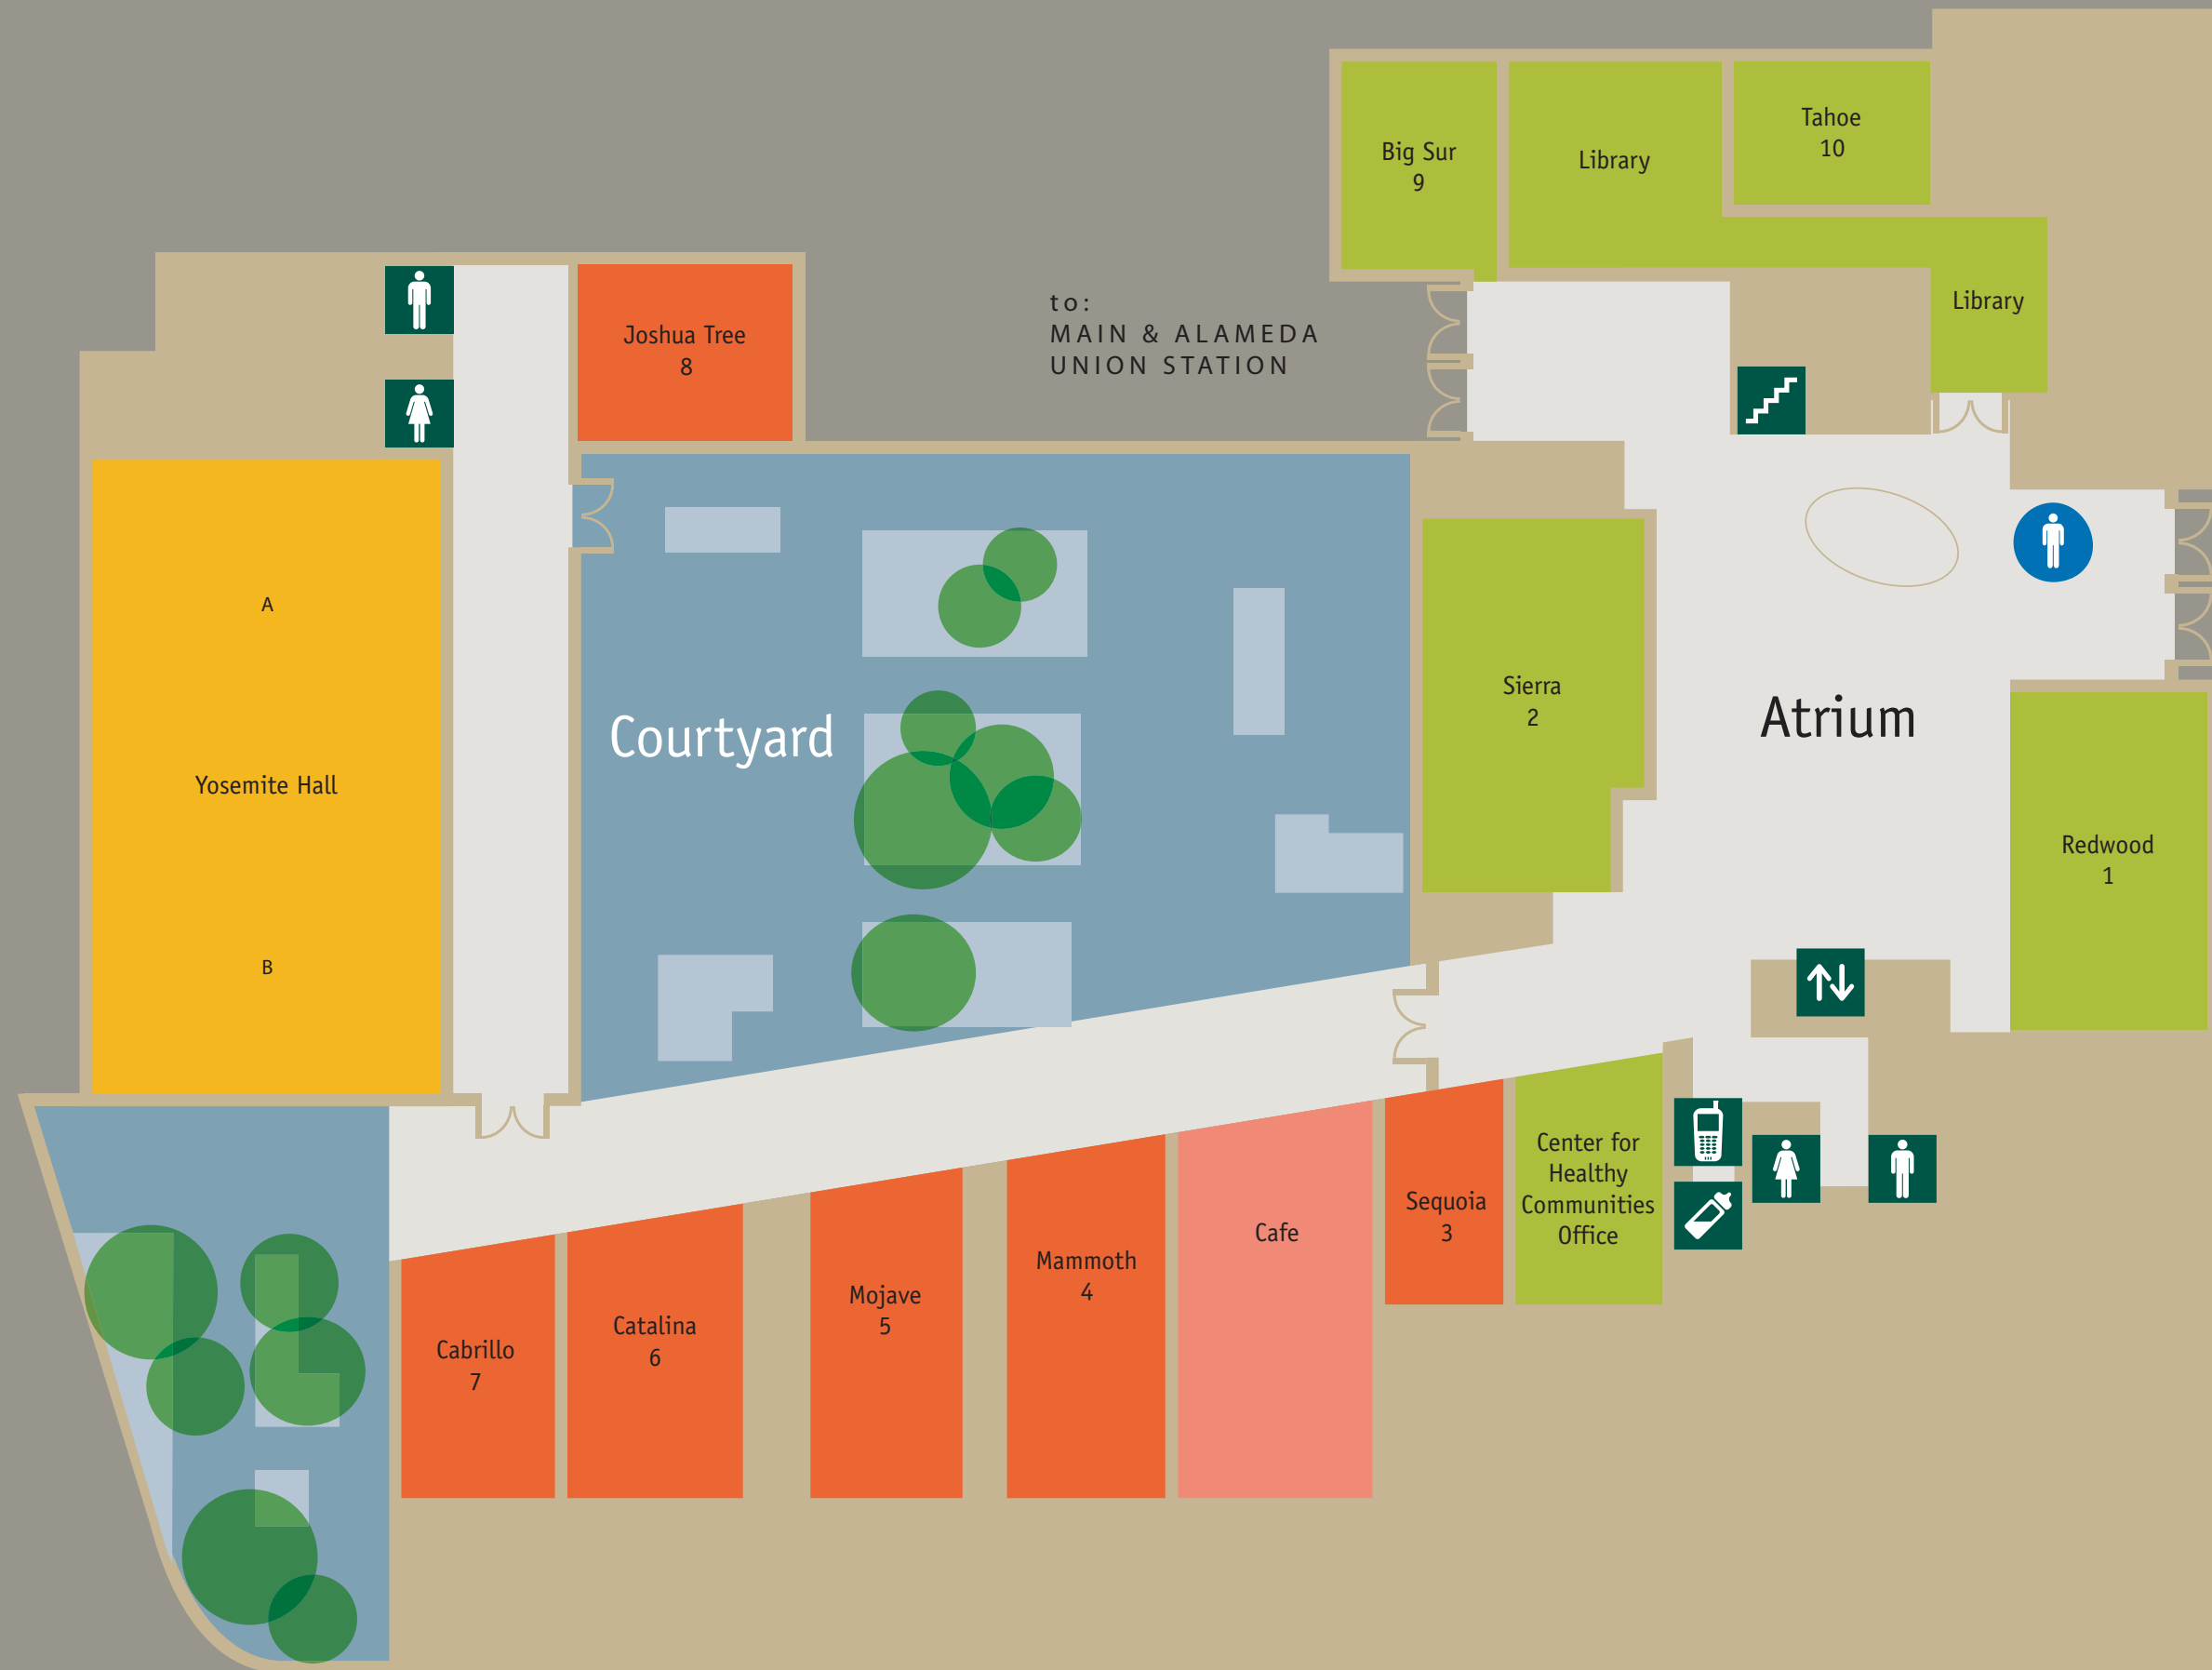 Big Sur
9
Library
Tahoe
10
Library
to:
MAIN & ALAMEDA
UNION STATION
Joshua Tree
8
A
Yosemite Hall
B
Courtyard
Sierra
2
Atrium
Redwood
1
Cabrillo
7
Catalina
6
Mojave
5
Mammoth
4
Cafe
Sequoia
3
Center for
Healthy
Communities
Office